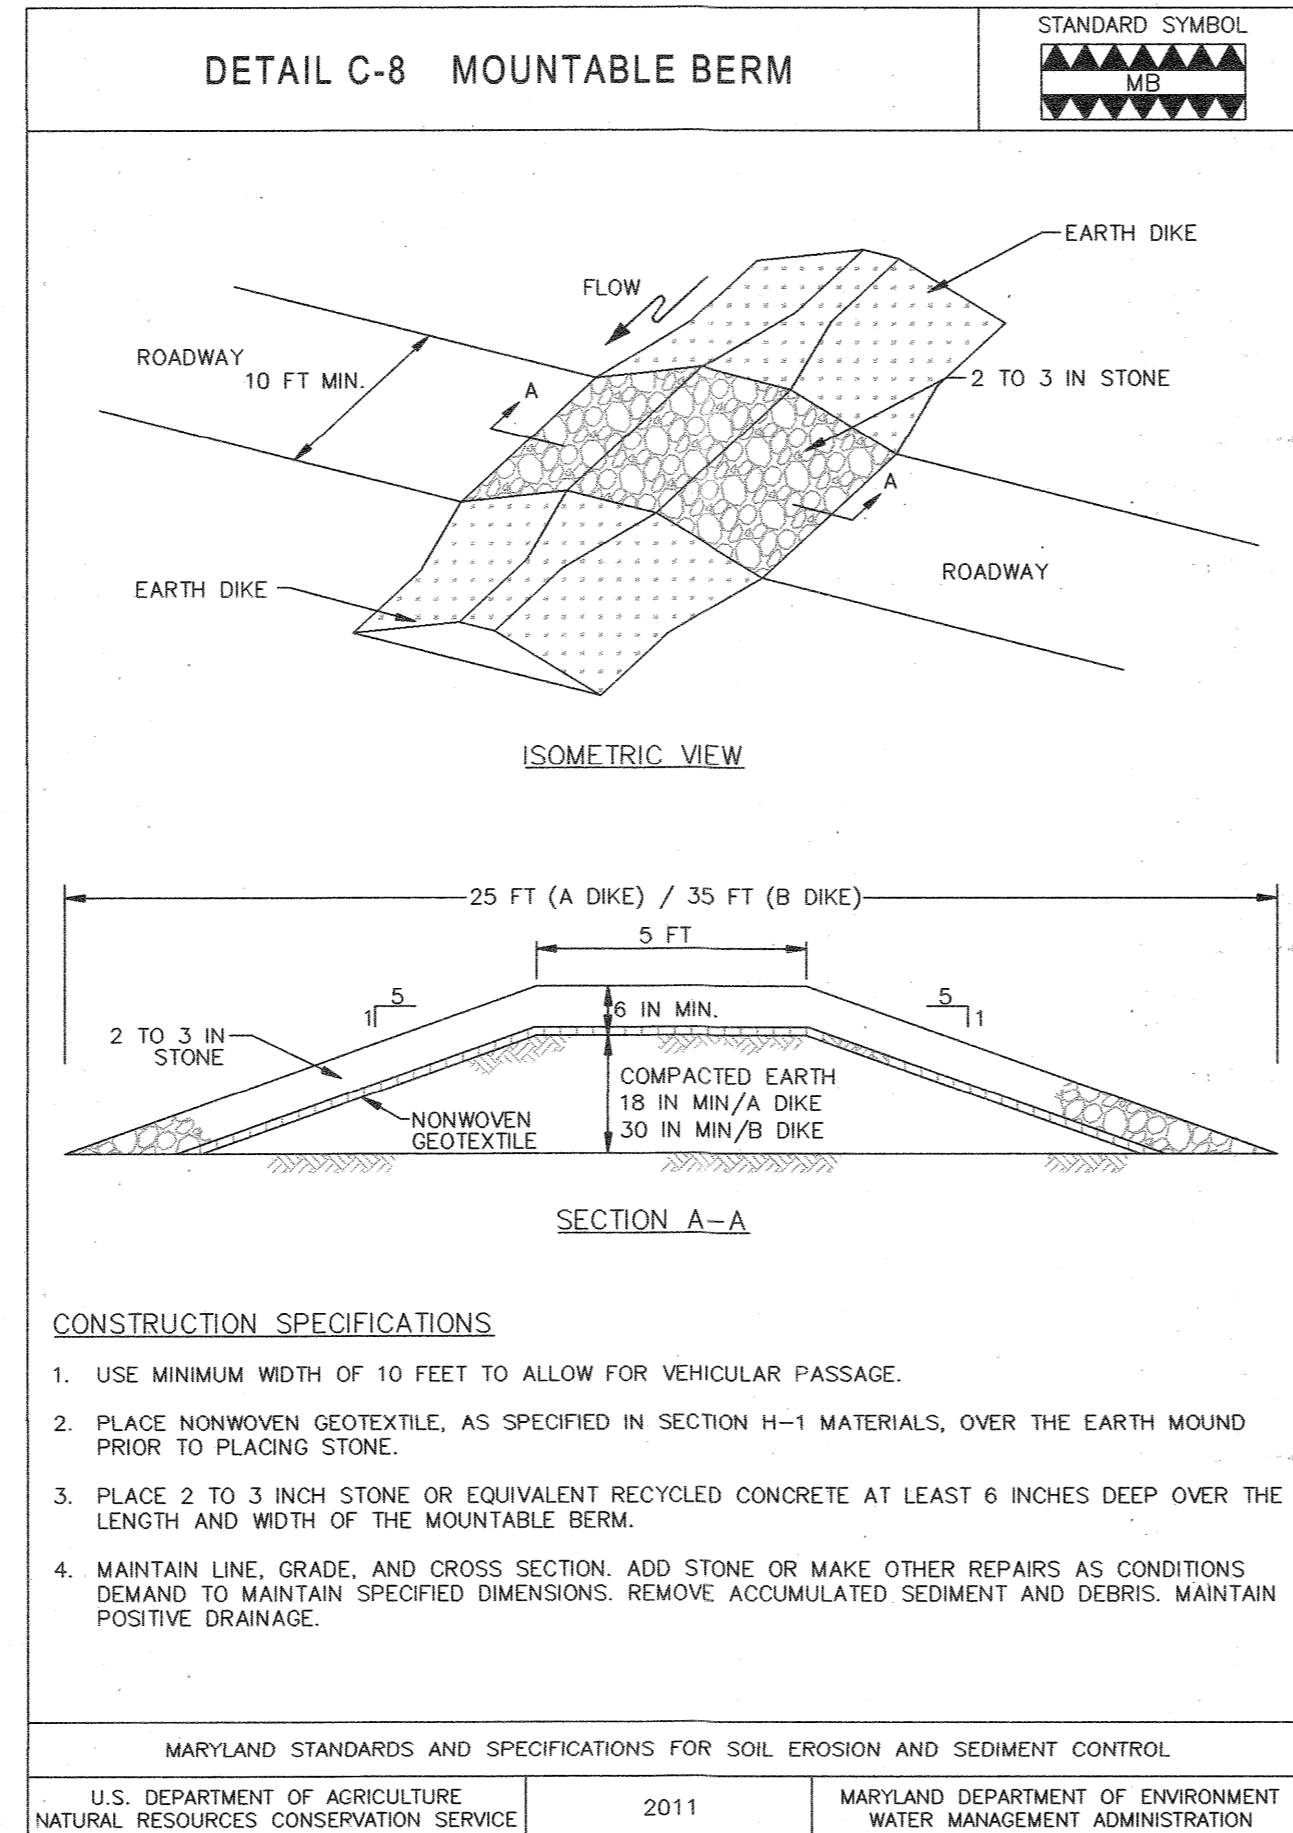 DETAIL C-8 MOUNTABLE BERM
STANDARD SYMBOL
MB
EARTH DIKE
FLOW
ROADWAY
10 FT MIN.
A
2 TO 3 IN STONE
A
EARTH DIKE
ROADWAY
ISOMETRIC VIEW
25 FT (A DIKE) / 35 FT (B DIKE)
5 FT
5
1
6 IN MIN.
5
1
2 TO 3 IN
STONE
COMPACTED EARTH
18 IN MIN/A DIKE
30 IN MIN/B DIKE
NONWOVEN
GEOTEXTILE
SECTION A-A
CONSTRUCTION SPECIFICATIONS
1. USE MINIMUM WIDTH OF 10 FEET TO ALLOW FOR VEHICULAR PASSAGE.
2. PLACE NONWOVEN GEOTEXTILE, AS SPECIFIED IN SECTION H-1 MATERIALS, OVER THE EARTH MOUND
PRIOR TO PLACING STONE.
3. PLACE 2 TO 3 INCH STONE OR EQUIVALENT RECYCLED CONCRETE AT LEAST 6 INCHES DEEP OVER THE
LENGTH AND WIDTH OF THE MOUNTABLE BERM.
4. MAINTAIN LINE, GRADE, AND CROSS SECTION. ADD STONE OR MAKE OTHER REPAIRS AS CONDITIONS
DEMAND TO MAINTAIN SPECIFIED DIMENSIONS. REMOVE ACCUMULATED SEDIMENT AND DEBRIS. MAINTAIN
POSITIVE DRAINAGE.
MARYLAND STANDARDS AND SPECIFICATIONS FOR SOIL EROSION AND SEDIMENT CONTROL
U.S. DEPARTMENT OF AGRICULTURE
NATURAL RESOURCES CONSERVATION SERVICE
2011
MARYLAND DEPARTMENT OF ENVIRONMENT
WATER MANAGEMENT ADMINISTRATION